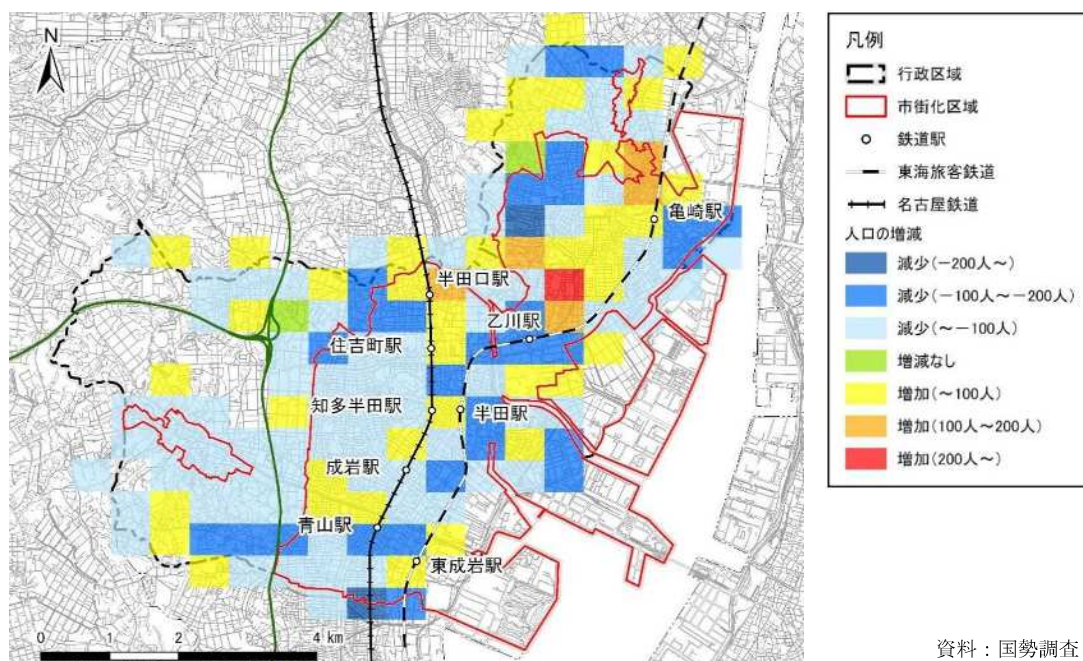 N
亀崎駅
半田口駅
乙川駅
住吉町駅
知多半田駅
半田駅
成岩駅
青山駅
東成岩駅
0 2 4 km
凡例
行政区域
市街化区域
鉄道駅
東海旅客鉄道
名古屋鉄道
人口の増減
減少(-200人~)
減少(-100人~-200人)
減少(~-100人)
増減なし
増加(~100人)
増加(100人~200人)
増加(200人~)
資料:国勢調査